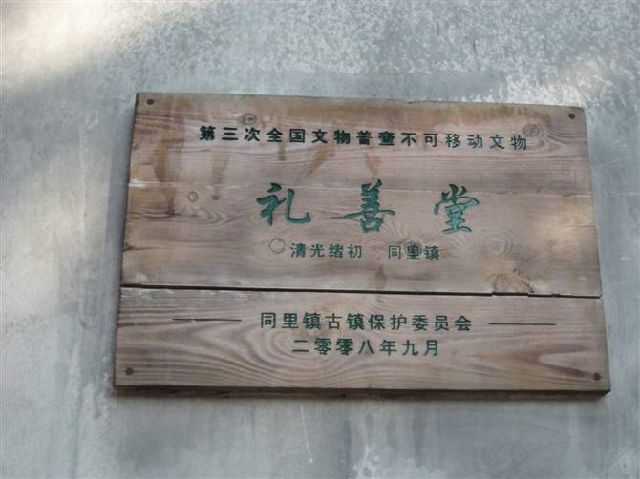 第三次全国文物普查不可移动文物
礼善堂
清光绪初 同里镇
同里镇古镇保护委员会
二零零八年九月